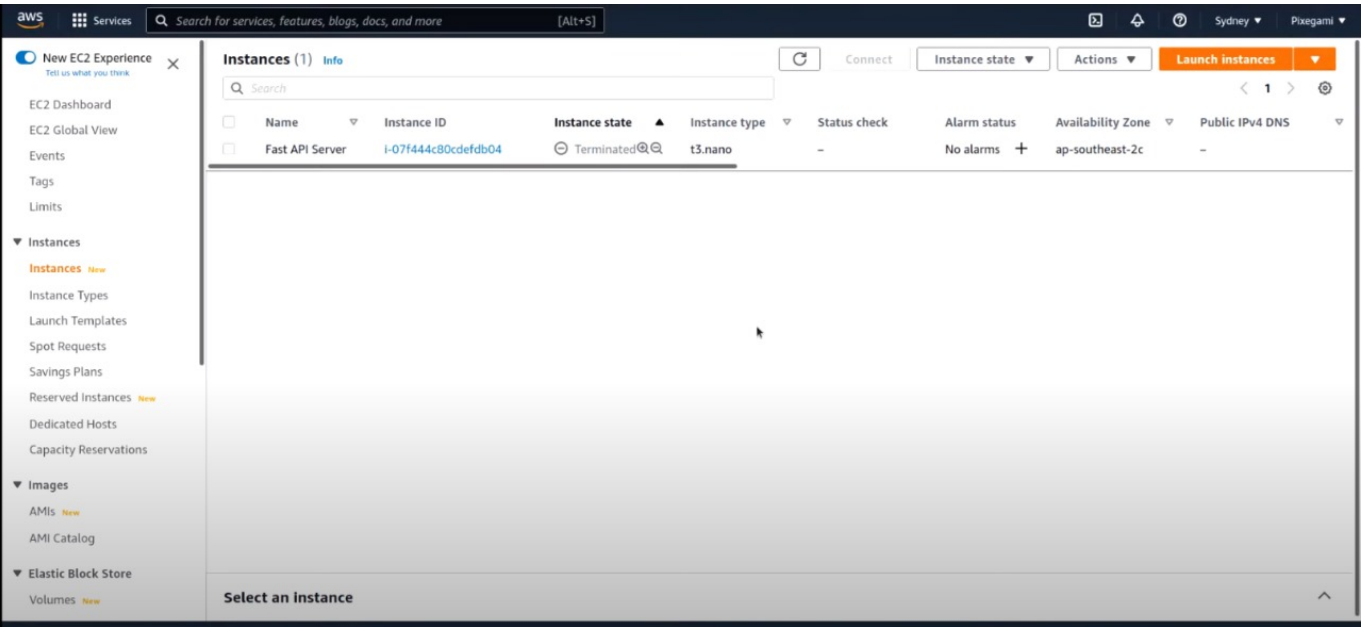 aws Services Search for services, features, blogs, docs, and more [Alt+S] Sydney ▼ Pixegami ▼
New EC2 Experience
Tell us what you think
EC2 Dashboard
EC2 Global View
Events
Tags
Limits
▼ Instances
Instances New
Instance Types
Launch Templates
Spot Requests
Savings Plans
Reserved Instances New
Dedicated Hosts
Capacity Reservations
▼ Images
AMIs New
AMI Catalog
▼ Elastic Block Store
Volumes New
Instances (1) Info Connect Instance state ▼ Actions ▼ Launch instances ▼
Search
< 1 >
Name Instance ID Instance state ▲ Instance type Status check Alarm status Availability Zone Public IPv4 DNS
Fast API Server i-07f444c80cdefdb04 Terminated t3.nano – No alarms + ap-southeast-2c –
Select an instance